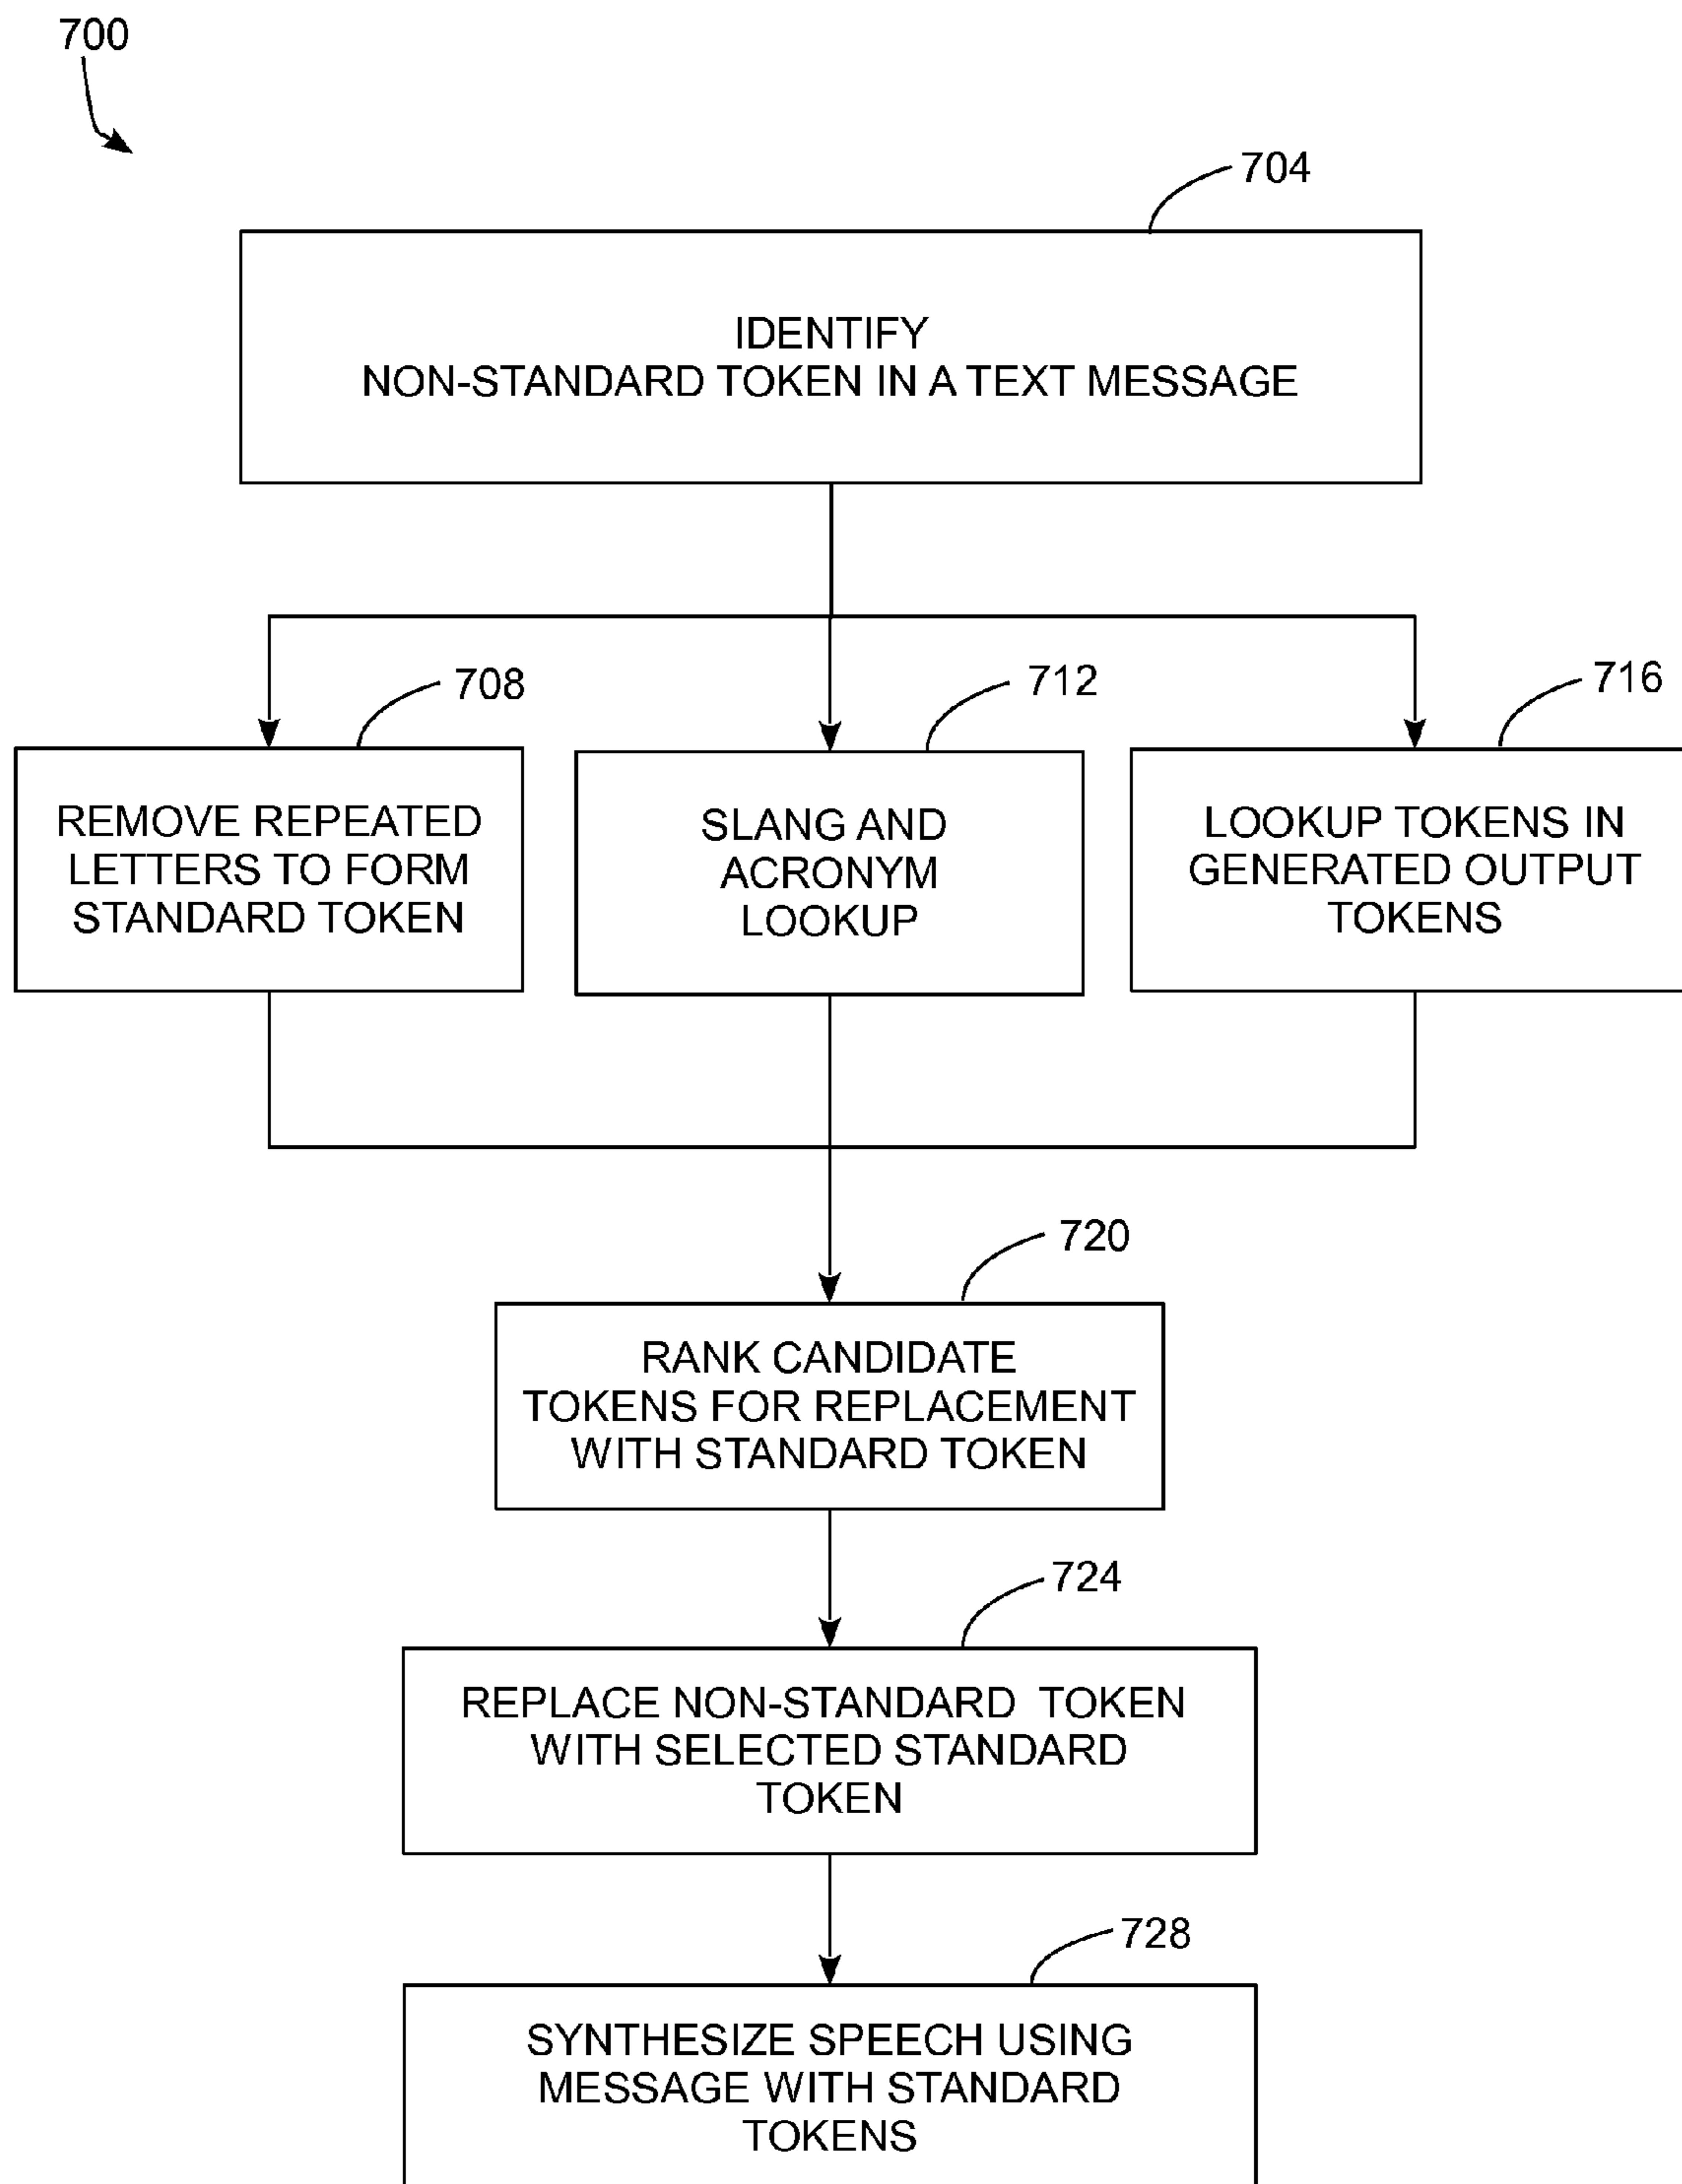 700
704
IDENTIFY
NON-STANDARD TOKEN IN A TEXT MESSAGE
708
REMOVE REPEATED
LETTERS TO FORM
STANDARD TOKEN
712
SLANG AND
ACRONYM
LOOKUP
716
LOOKUP TOKENS IN
GENERATED OUTPUT
TOKENS
720
RANK CANDIDATE
TOKENS FOR REPLACEMENT
WITH STANDARD TOKEN
724
REPLACE NON-STANDARD TOKEN
WITH SELECTED STANDARD
TOKEN
728
SYNTHESIZE SPEECH USING
MESSAGE WITH STANDARD
TOKENS